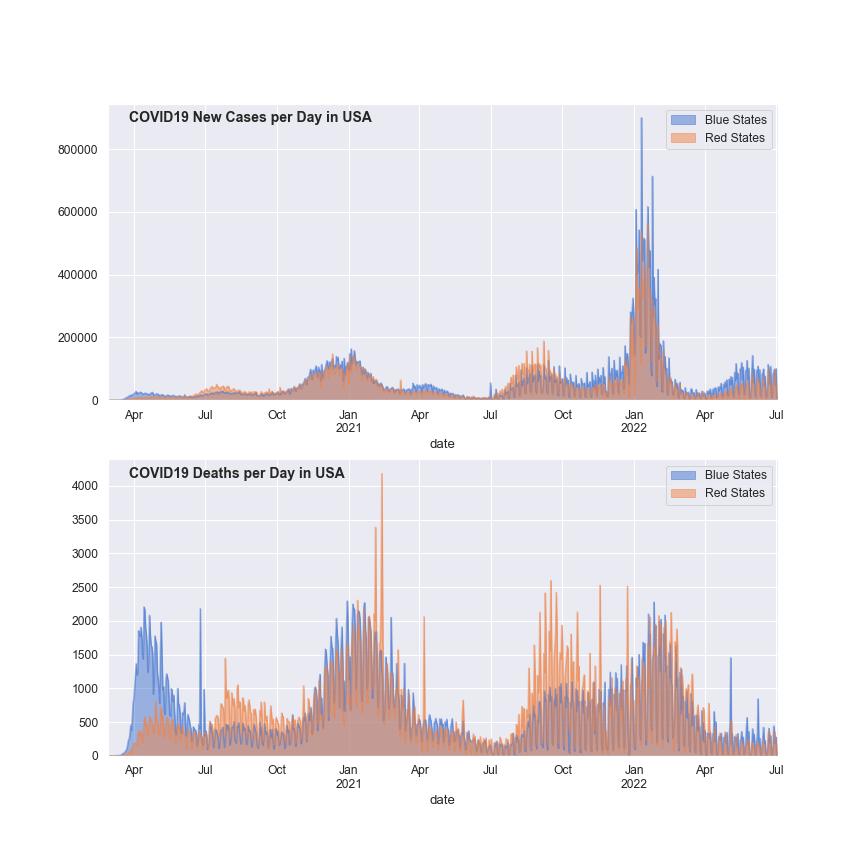 COVID19 New Cases per Day in USA
Blue States
Red States
800000
600000
400000
200000
0
Apr Jul Oct Jan Apr Jul Oct Jan Apr Jul
2021 2022
date
COVID19 Deaths per Day in USA
Blue States
Red States
4000
3500
3000
2500
2000
1500
1000
500
0
Apr Jul Oct Jan Apr Jul Oct Jan Apr Jul
2021 2022
date